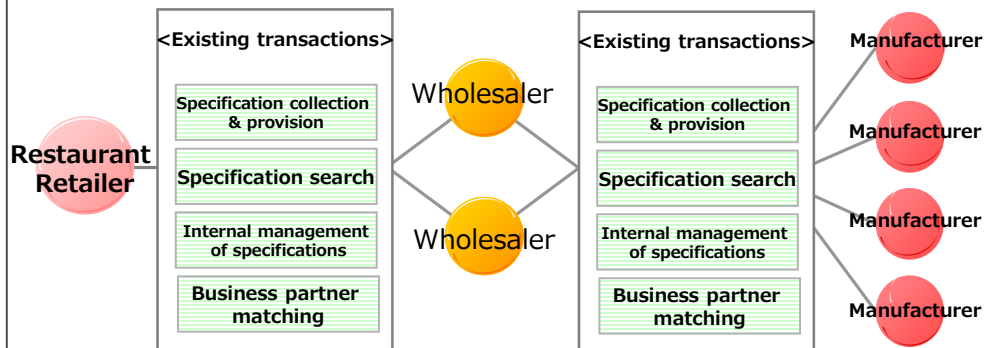 Restaurant
Retailer
<Existing transactions>
Specification collection
& provision
Specification search
Internal management
of specifications
Business partner
matching
Wholesaler
Wholesaler
<Existing transactions>
Specification collection
& provision
Specification search
Internal management
of specifications
Business partner
matching
Manufacturer
Manufacturer
Manufacturer
Manufacturer